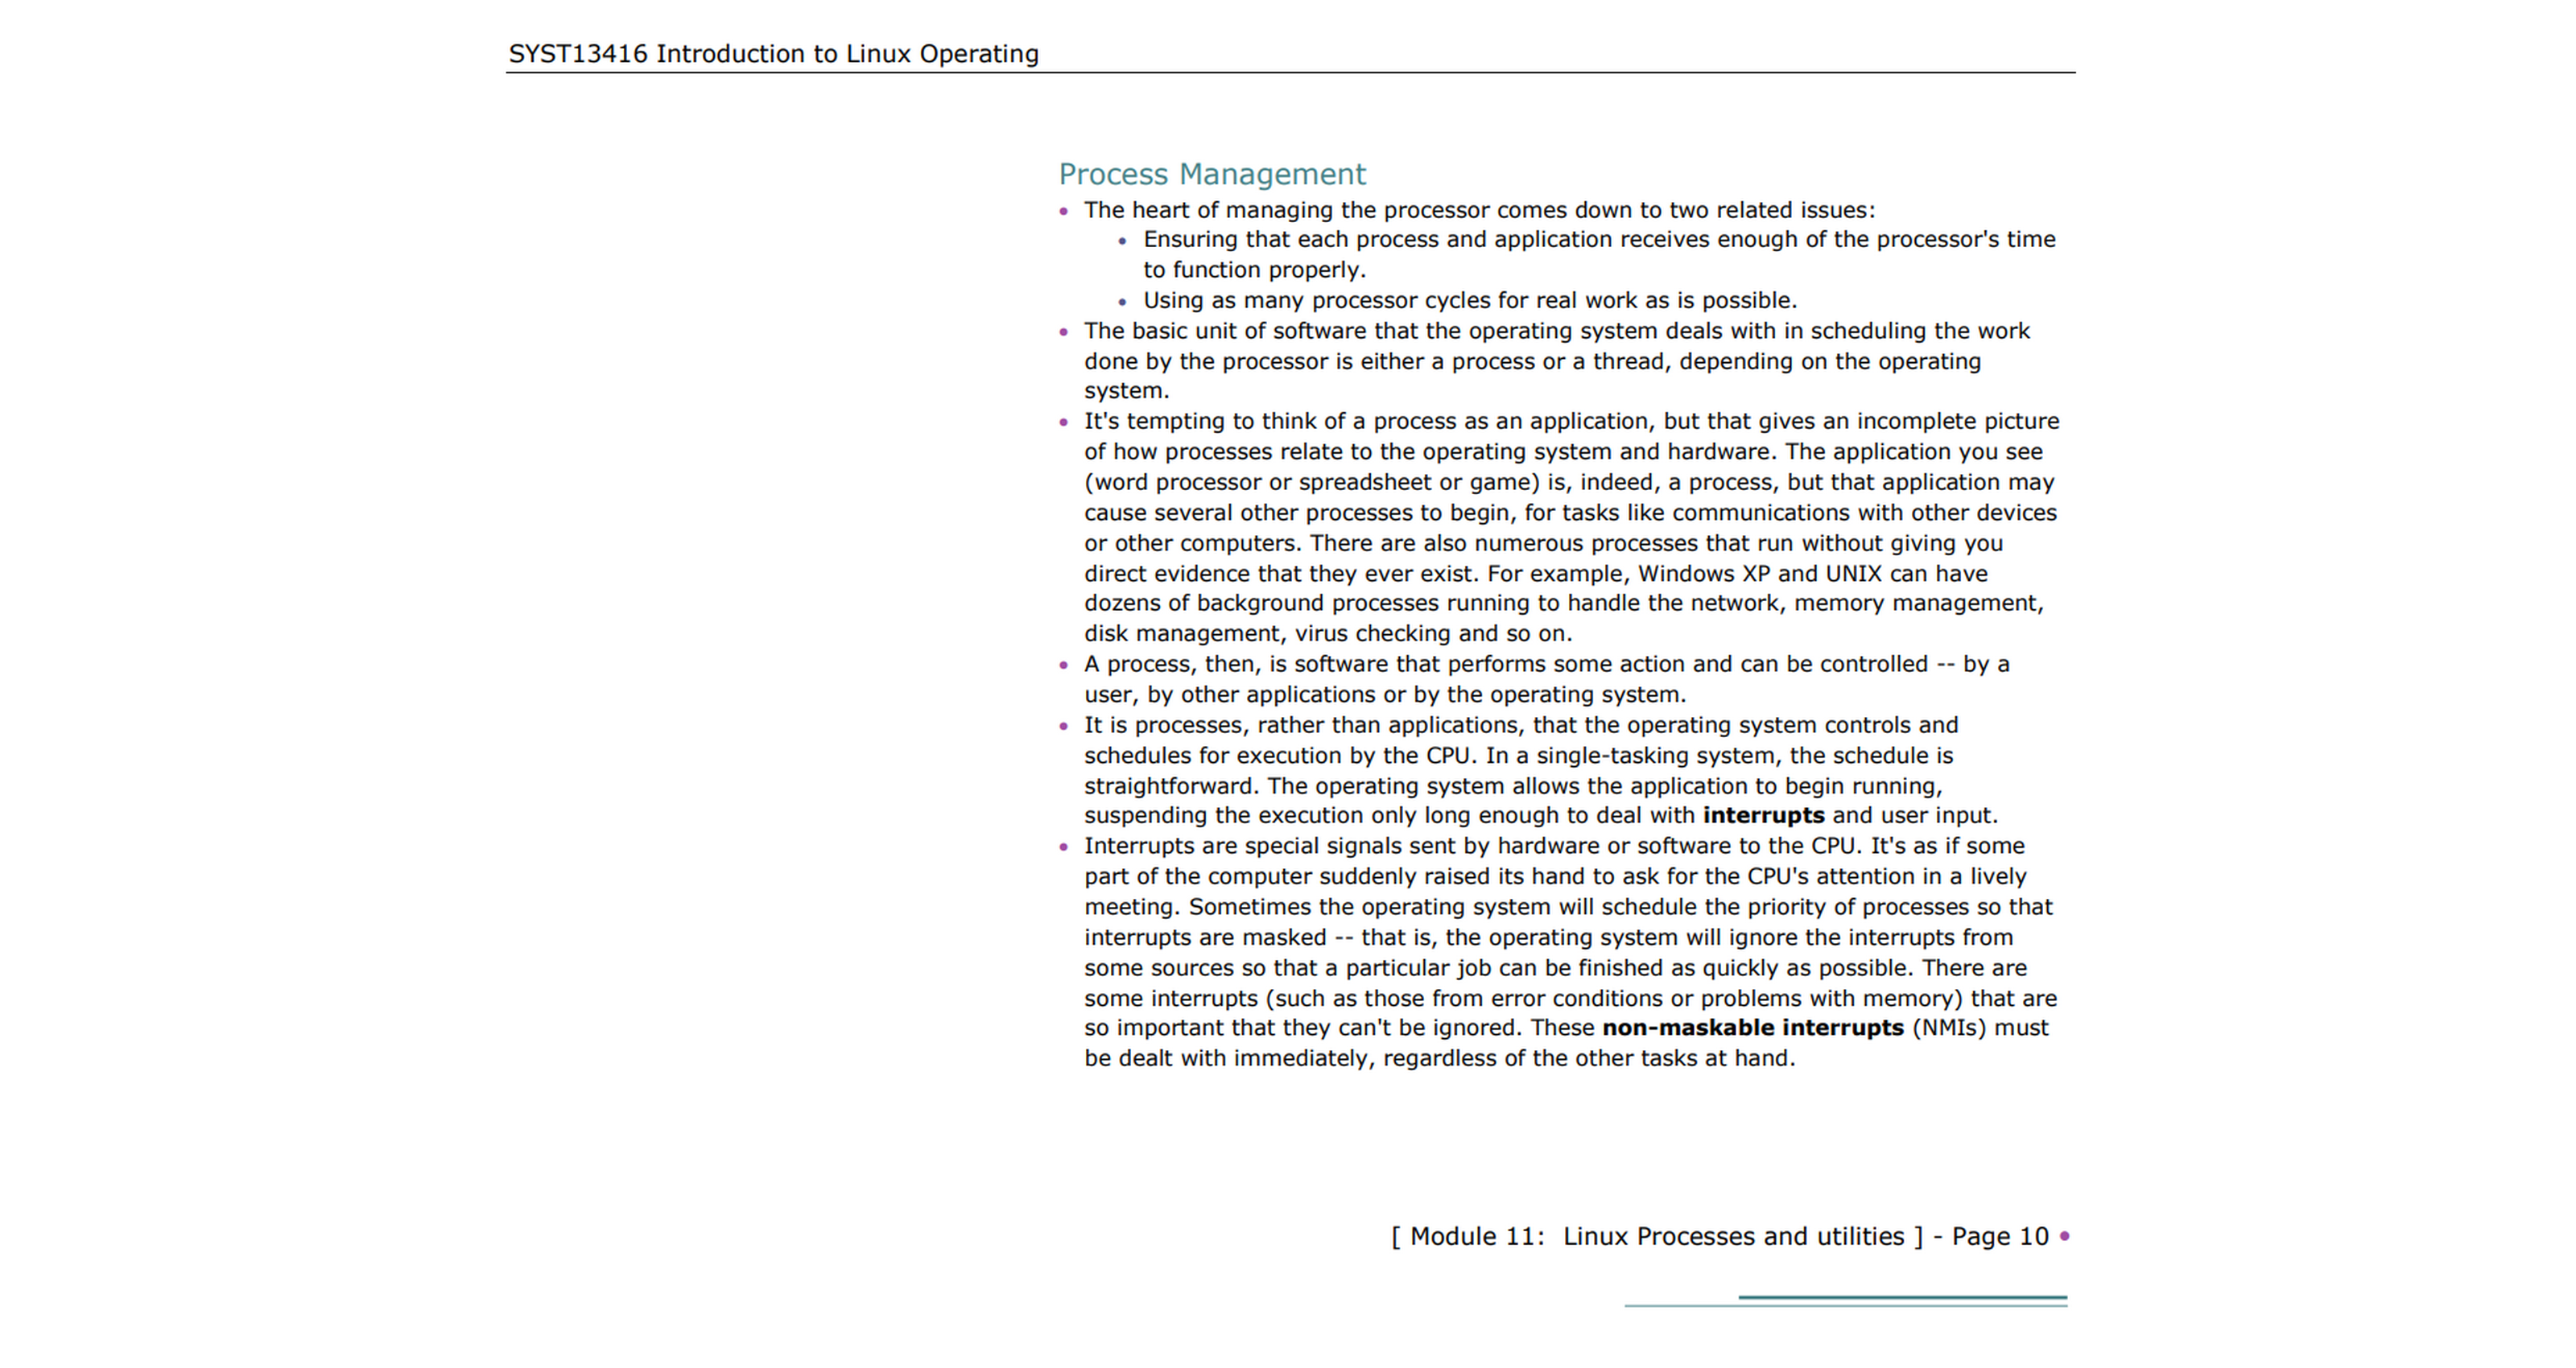 SYST13416 Introduction to Linux Operating
Process Management
• The heart of managing the processor comes down to two related issues:
• Ensuring that each process and application receives enough of the processor's time
to function properly.
• Using as many processor cycles for real work as is possible.
• The basic unit of software that the operating system deals with in scheduling the work
done by the processor is either a process or a thread, depending on the operating
system.
• It's tempting to think of a process as an application, but that gives an incomplete picture
of how processes relate to the operating system and hardware. The application you see
(word processor or spreadsheet or game) is, indeed, a process, but that application may
cause several other processes to begin, for tasks like communications with other devices
or other computers. There are also numerous processes that run without giving you
direct evidence that they ever exist. For example, Windows XP and UNIX can have
dozens of background processes running to handle the network, memory management,
disk management, virus checking and so on.
• A process, then, is software that performs some action and can be controlled -- by a
user, by other applications or by the operating system.
• It is processes, rather than applications, that the operating system controls and
schedules for execution by the CPU. In a single-tasking system, the schedule is
straightforward. The operating system allows the application to begin running,
suspending the execution only long enough to deal with interrupts and user input.
• Interrupts are special signals sent by hardware or software to the CPU. It's as if some
part of the computer suddenly raised its hand to ask for the CPU's attention in a lively
meeting. Sometimes the operating system will schedule the priority of processes so that
interrupts are masked -- that is, the operating system will ignore the interrupts from
some sources so that a particular job can be finished as quickly as possible. There are
some interrupts (such as those from error conditions or problems with memory) that are
so important that they can't be ignored. These non-maskable interrupts (NMIs) must
be dealt with immediately, regardless of the other tasks at hand.
[ Module 11: Linux Processes and utilities ] - Page 10 •